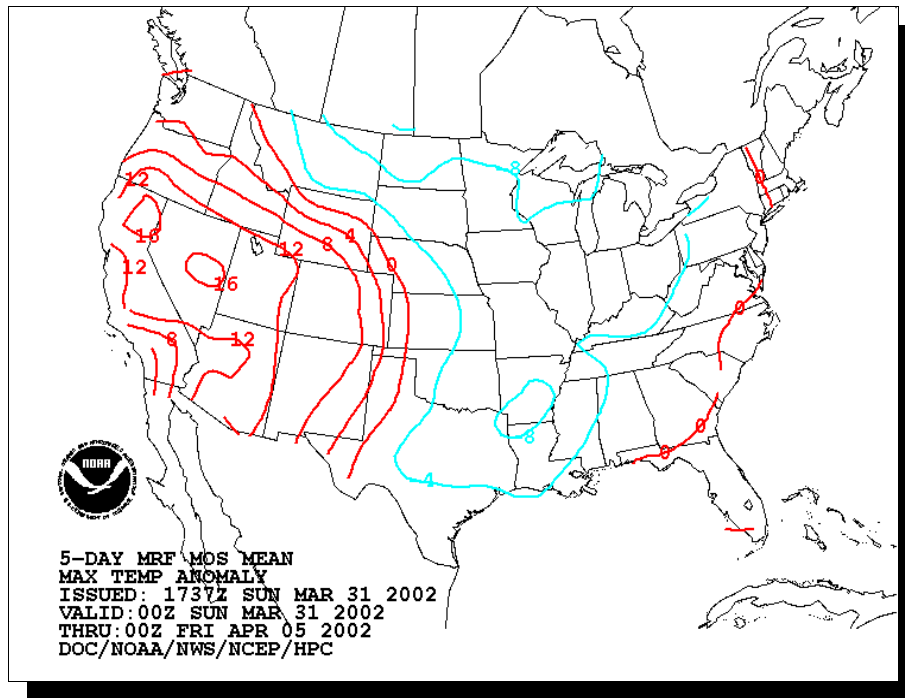 8
0
12
16
4
8
12
0
12
16
0
8
12
8
0
0
-4
NOAA
5-DAY MRF MOS MEAN
MAX TEMP ANOMALY
ISSUED: 1737Z SUN MAR 31 2002
VALID:00Z SUN MAR 31 2002
THRU:00Z FRI APR 05 2002
DOC/NOAA/NWS/NCEP/HPC